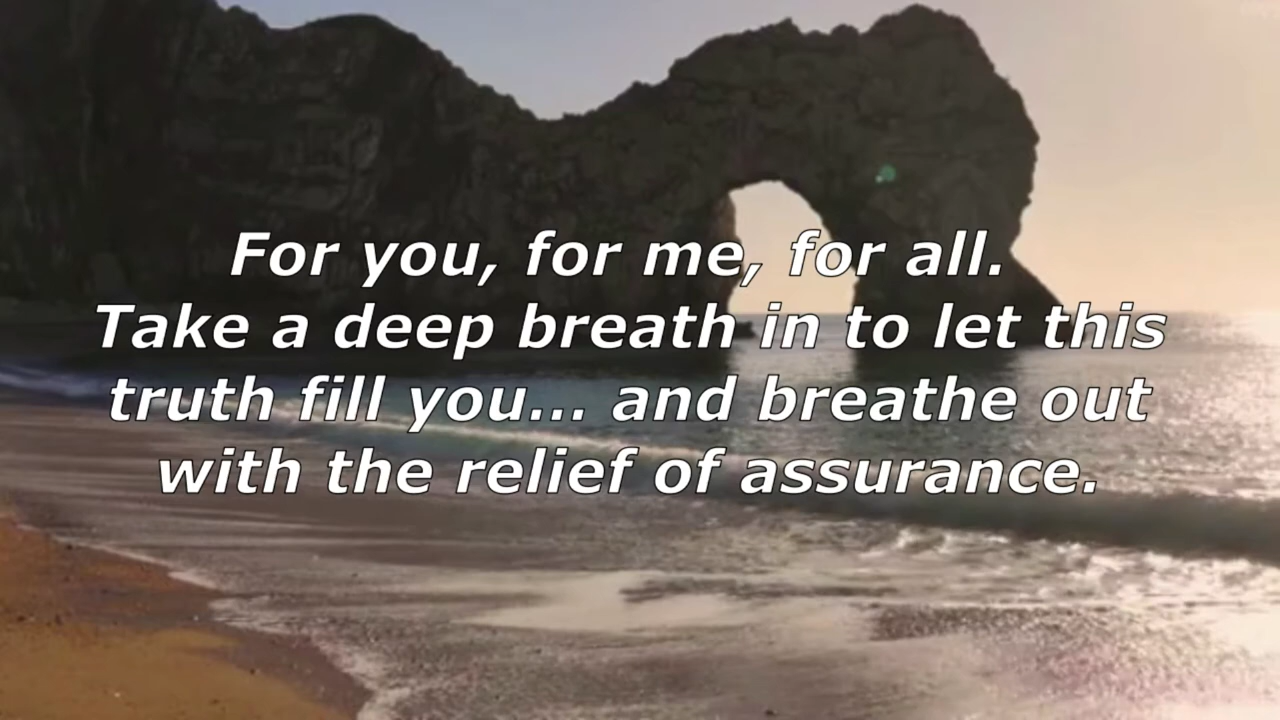 For you, for me, for all.
Take a deep breath in to let this
truth fill you... and breathe out
with the relief of assurance.